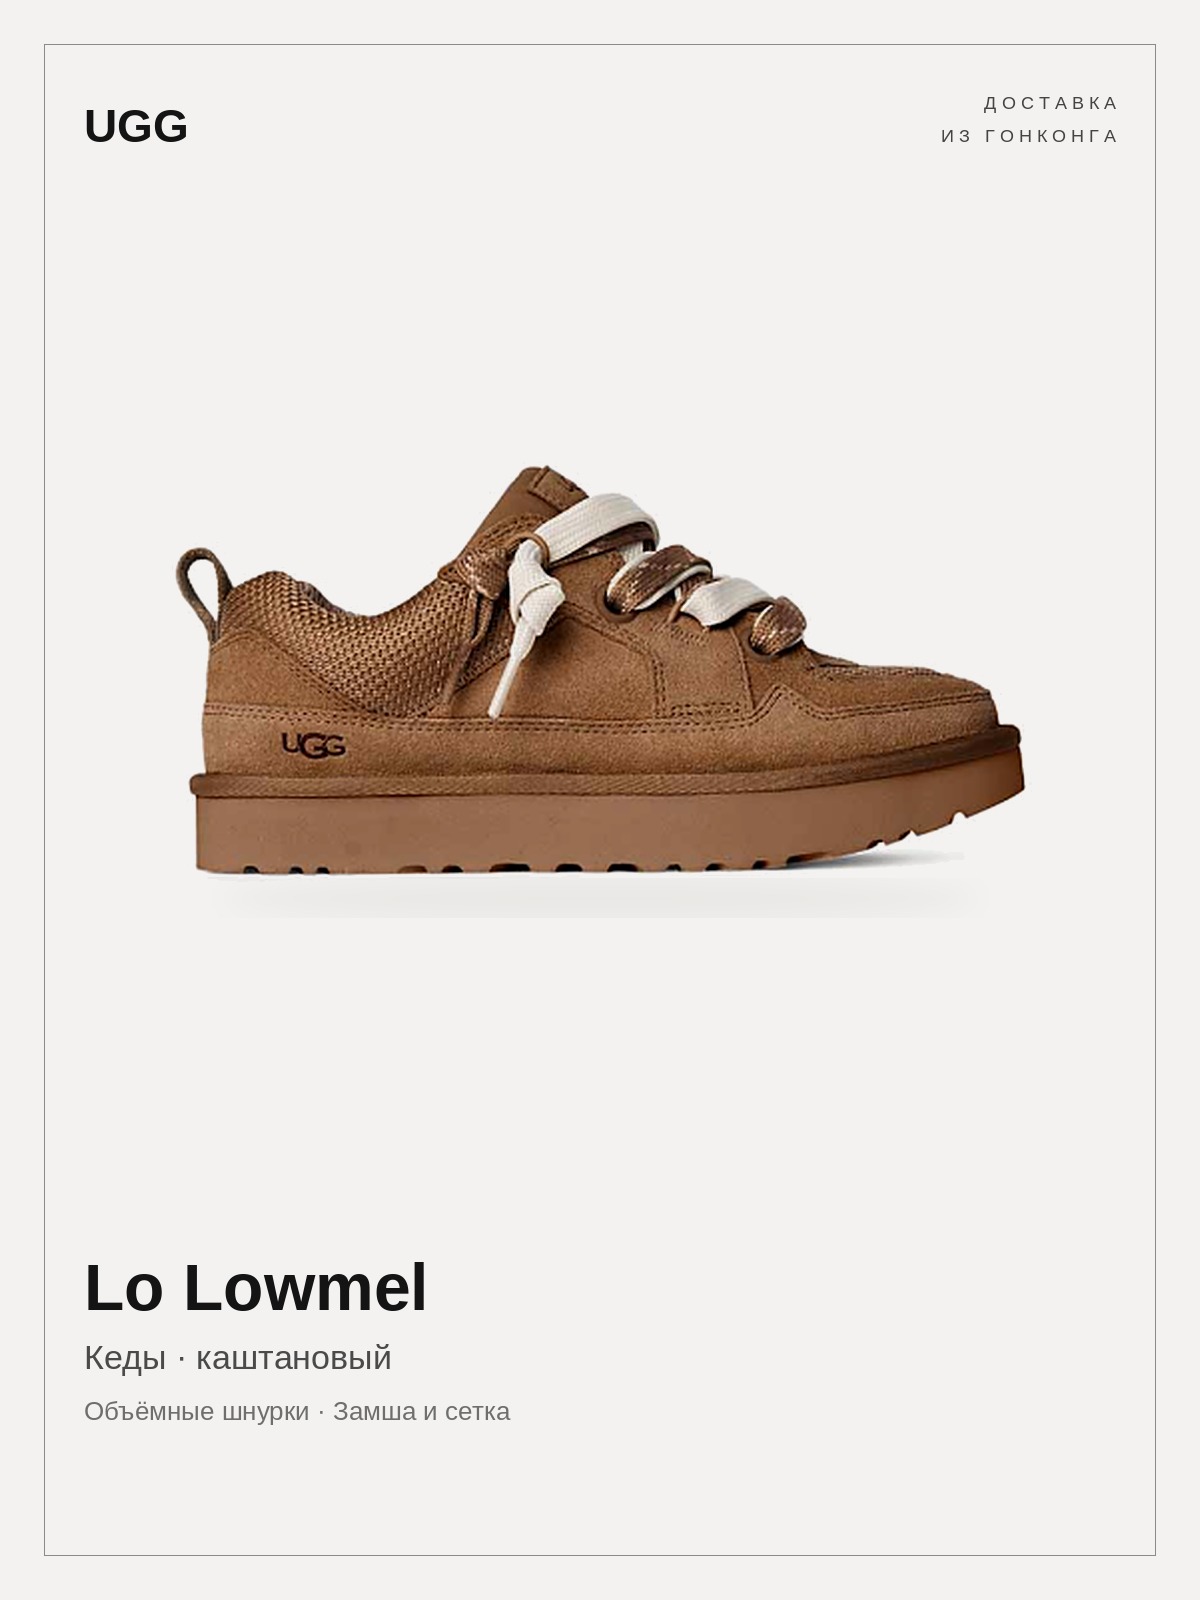 UGG
ДОСТАВКА
ИЗ ГОНКОНГА
UGG
Lo Lowmel
Кеды · каштановый
Объёмные шнурки · Замша и сетка